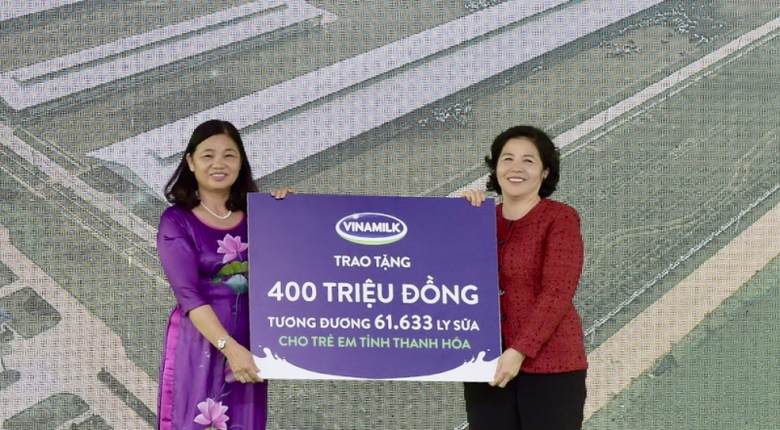 VINAMILK
TRAO TẶNG
400 TRIỆU ĐỒNG
TƯƠNG ĐƯƠNG 61.633 LY SỮA
CHO TRẺ EM TỈNH THANH HÓA